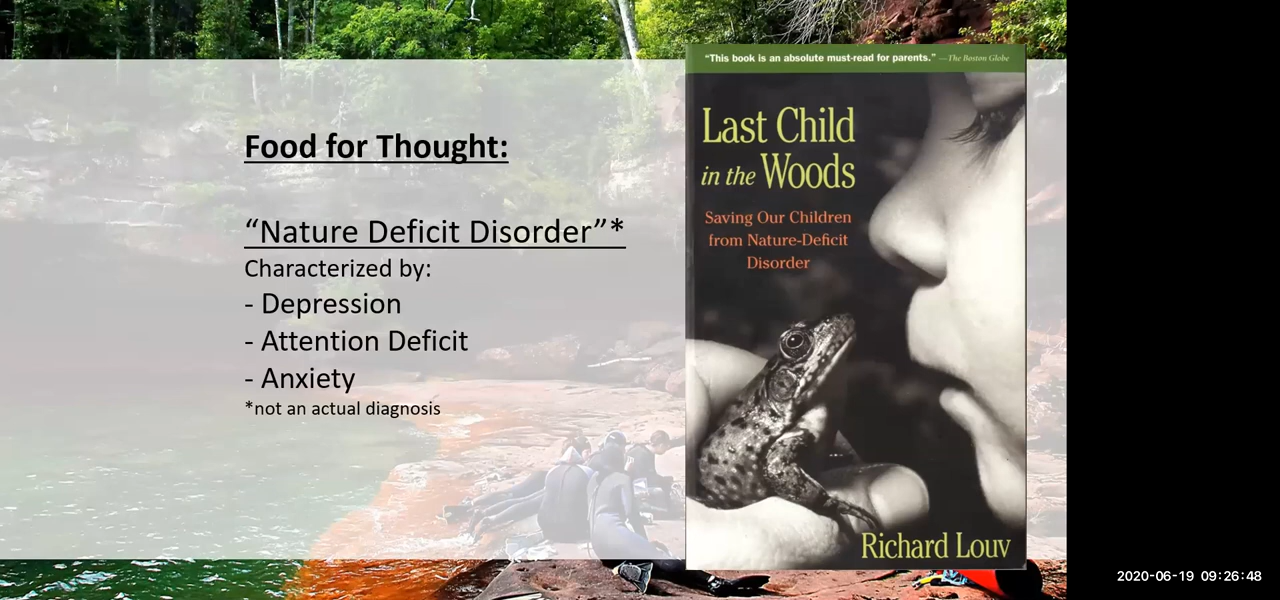 Food for Thought:
“Nature Deficit Disorder”*
Characterized by:
- Depression
- Attention Deficit
- Anxiety
*not an actual diagnosis
“This book is an absolute must-read for parents.” —The Boston Globe
Last Child
in the Woods
Saving Our Children
from Nature-Deficit
Disorder
Richard Louv
2020-06-19 09:26:48